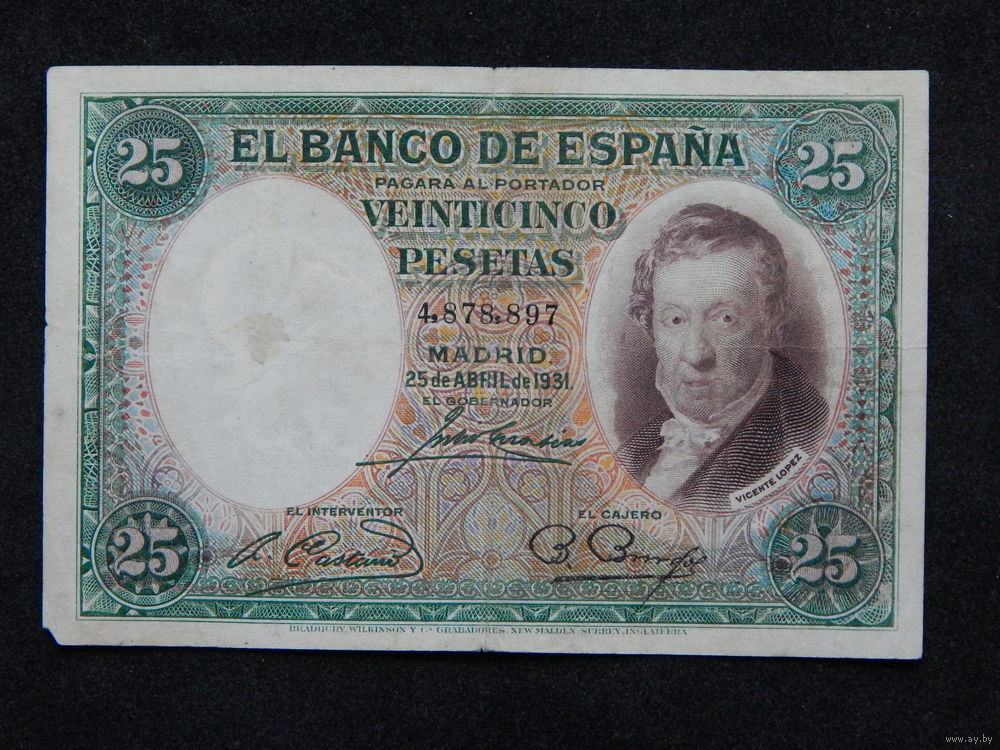 25
25
EL BANCO DE ESPAÑA
PAGARA AL PORTADOR
VEINTICINCO
PESETAS
4,878,897
MADRID.
25 de ABRIL de 1931.
EL GOBERNADOR
VICENTE LOPEZ
EL INTERVENTOR
EL CAJERO
25
25
BRADBURY, WILKINSON Y Cª GRABADORES. NEW MALDEN. SURREY, INGLATERRA
www.ay.by